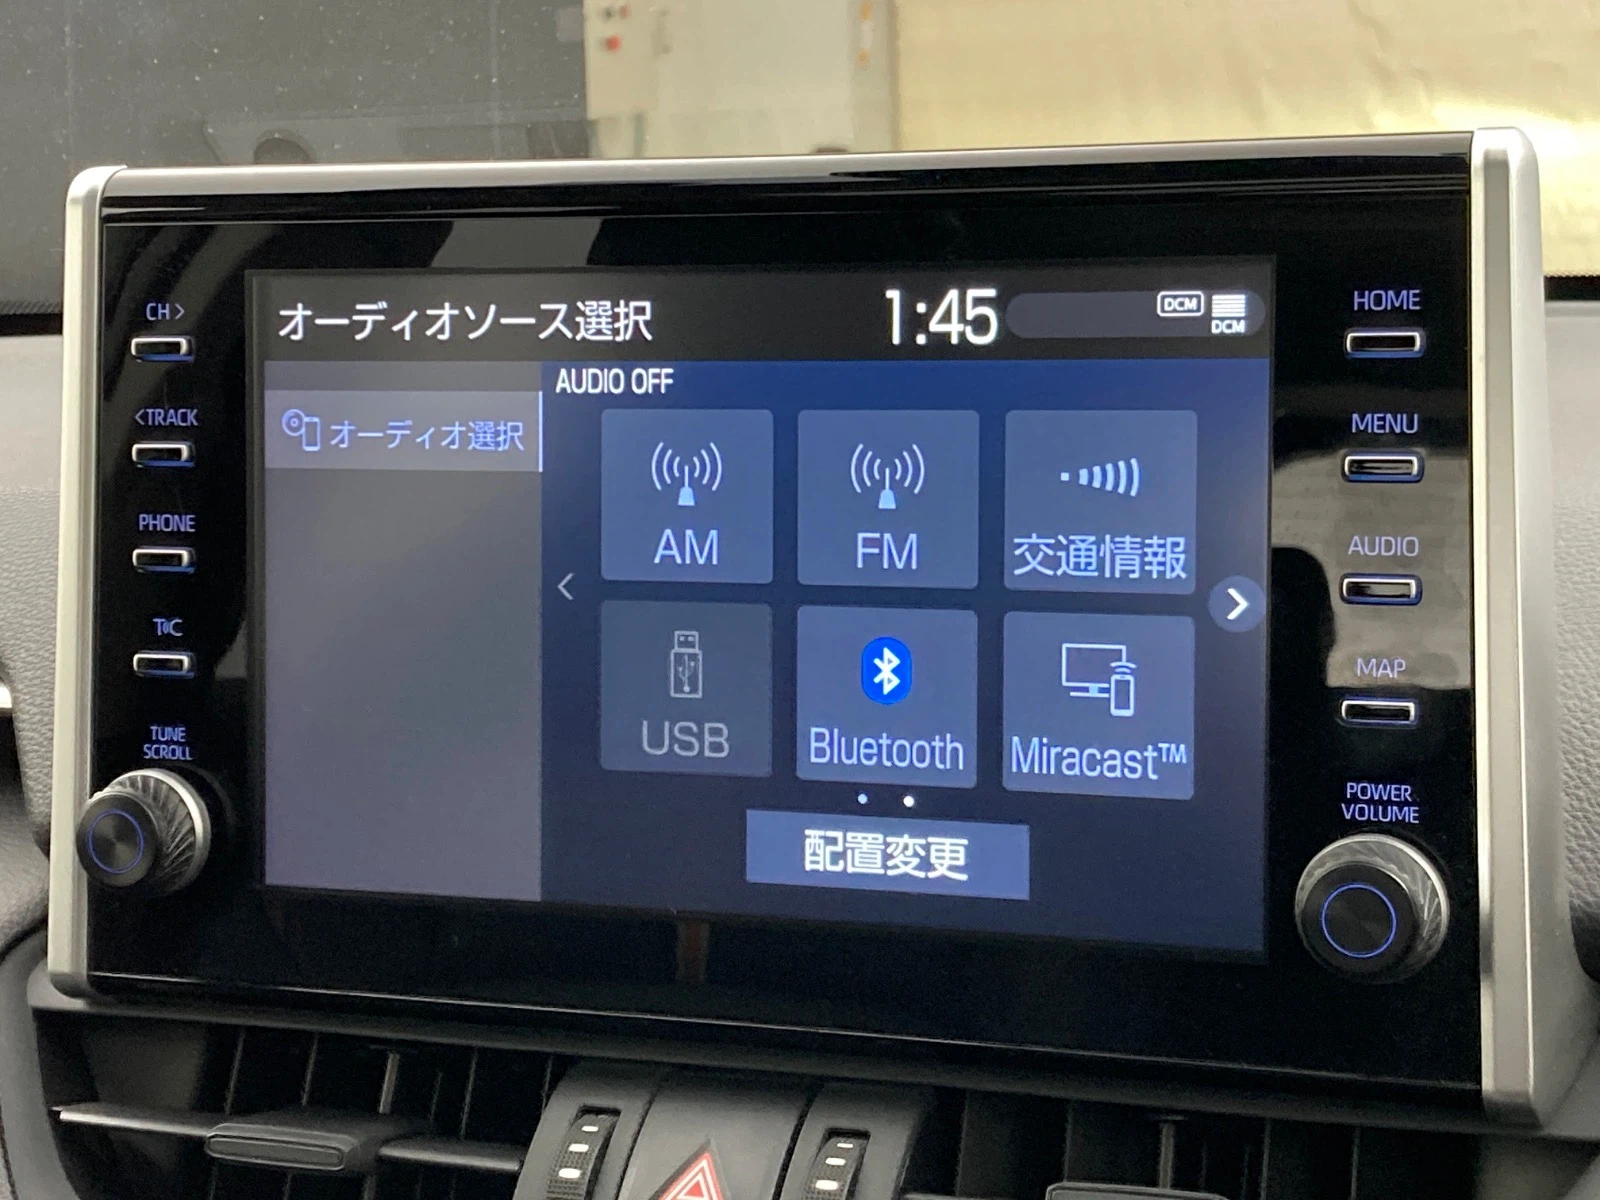 CH>
<TRACK
PHONE
T°C
TUNE
SCROLL
オーディオソース選択
1:45
DCM
DCM
オーディオ選択
AUDIO OFF
AM
FM
交通情報
USB
Bluetooth
Miracast™
配置変更
HOME
MENU
AUDIO
MAP
POWER
VOLUME